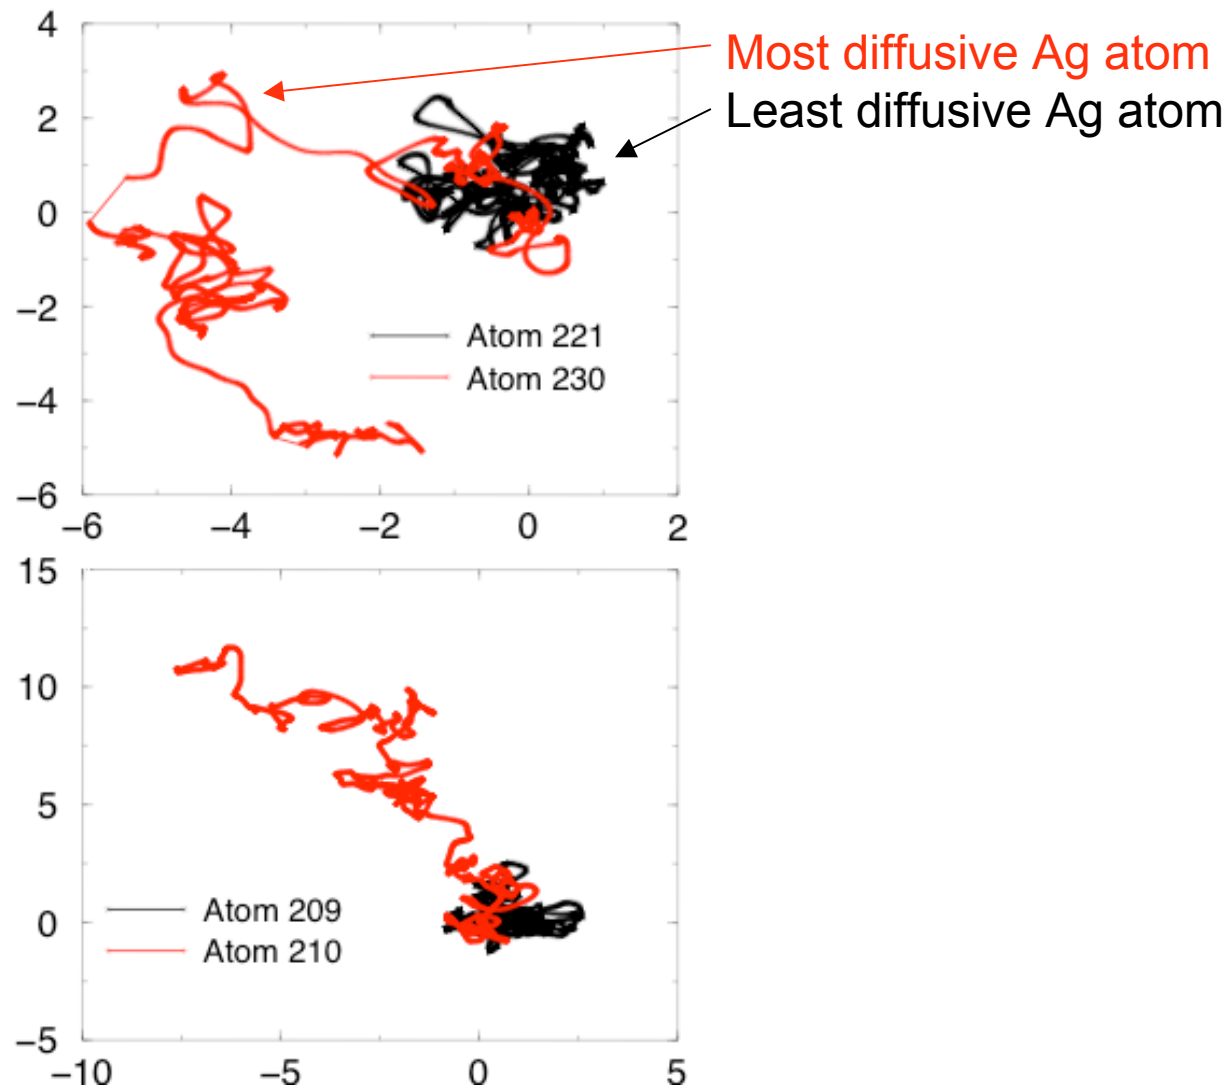 Most diffusive Ag atom
Least diffusive Ag atom
4
2
0
−2
−4
−6
Atom 221
Atom 230
−6 −4 −2 0 2
15
10
5
0
−5
Atom 209
Atom 210
−10 −5 0 5